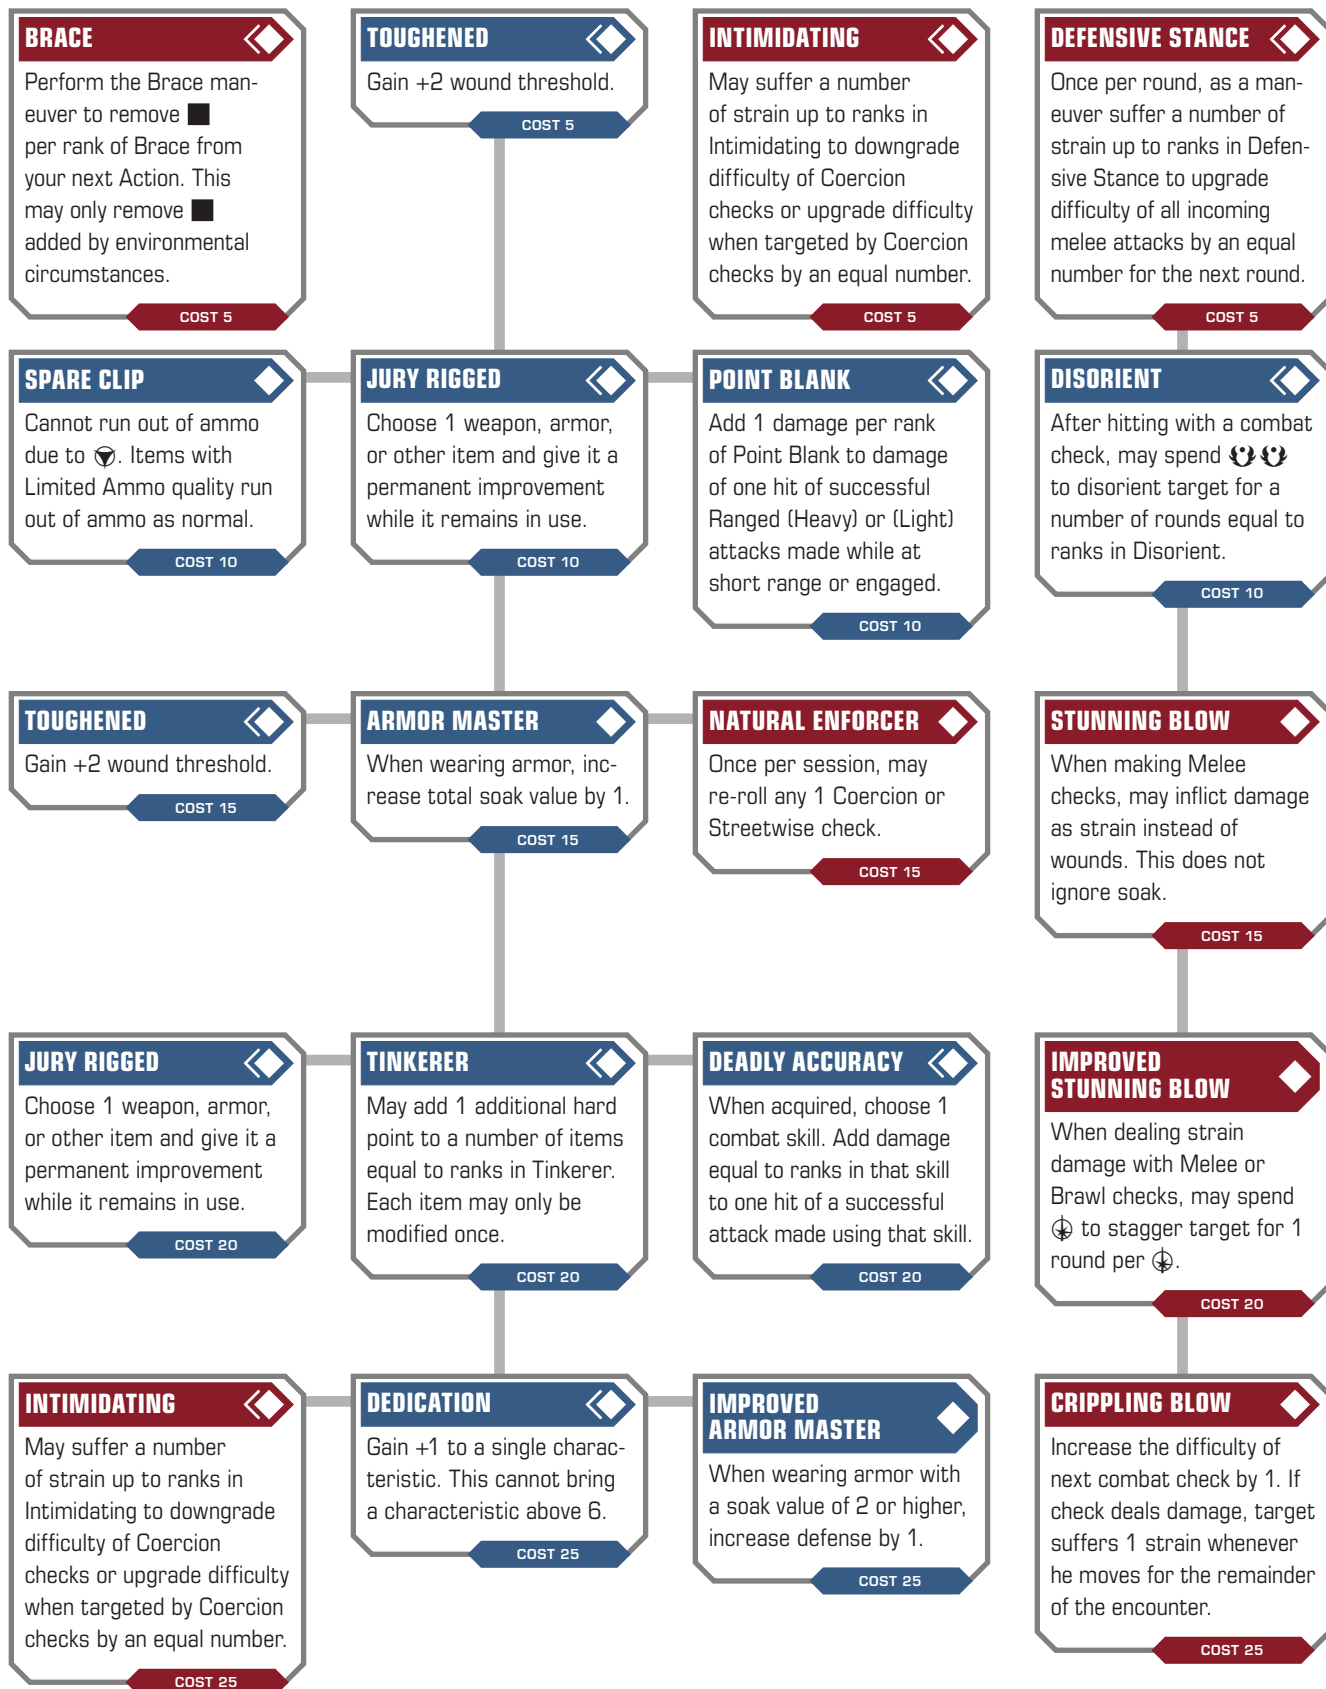 BRACE
Perform the Brace man-
euver to remove
per rank of Brace from
your next Action. This
may only remove
added by environmental
circumstances.
COST 5
TOUGHENED
Gain +2 wound threshold.
COST 5
INTIMIDATING
May suffer a number
of strain up to ranks in
Intimidating to downgrade
difficulty of Coercion
checks or upgrade difficulty
when targeted by Coercion
checks by an equal number.
COST 5
DEFENSIVE STANCE
Once per round, as a man-
euver suffer a number of
strain up to ranks in Defen-
sive Stance to upgrade
difficulty of all incoming
melee attacks by an equal
number for the next round.
COST 5
SPARE CLIP
Cannot run out of ammo
due to . Items with
Limited Ammo quality run
out of ammo as normal.
COST 10
JURY RIGGED
Choose 1 weapon, armor,
or other item and give it a
permanent improvement
while it remains in use.
COST 10
POINT BLANK
Add 1 damage per rank
of Point Blank to damage
of one hit of successful
Ranged (Heavy) or (Light)
attacks made while at
short range or engaged.
COST 10
DISORIENT
After hitting with a combat
check, may spend
to disorient target for a
number of rounds equal to
ranks in Disorient.
COST 10
TOUGHENED
Gain +2 wound threshold.
COST 15
ARMOR MASTER
When wearing armor, inc-
rease total soak value by 1.
COST 15
NATURAL ENFORCER
Once per session, may
re-roll any 1 Coercion or
Streetwise check.
COST 15
STUNNING BLOW
When making Melee
checks, may inflict damage
as strain instead of
wounds. This does not
ignore soak.
COST 15
JURY RIGGED
Choose 1 weapon, armor,
or other item and give it a
permanent improvement
while it remains in use.
COST 20
TINKERER
May add 1 additional hard
point to a number of items
equal to ranks in Tinkerer.
Each item may only be
modified once.
COST 20
DEADLY ACCURACY
When acquired, choose 1
combat skill. Add damage
equal to ranks in that skill
to one hit of a successful
attack made using that skill.
COST 20
IMPROVED
STUNNING BLOW
When dealing strain
damage with Melee or
Brawl checks, may spend
to stagger target for 1
round per .
COST 20
INTIMIDATING
May suffer a number
of strain up to ranks in
Intimidating to downgrade
difficulty of Coercion
checks or upgrade difficulty
when targeted by Coercion
checks by an equal number.
COST 25
DEDICATION
Gain +1 to a single charac-
teristic. This cannot bring
a characteristic above 6.
COST 25
IMPROVED
ARMOR MASTER
When wearing armor with
a soak value of 2 or higher,
increase defense by 1.
COST 25
CRIPPLING BLOW
Increase the difficulty of
next combat check by 1. If
check deals damage, target
suffers 1 strain whenever
he moves for the remainder
of the encounter.
COST 25